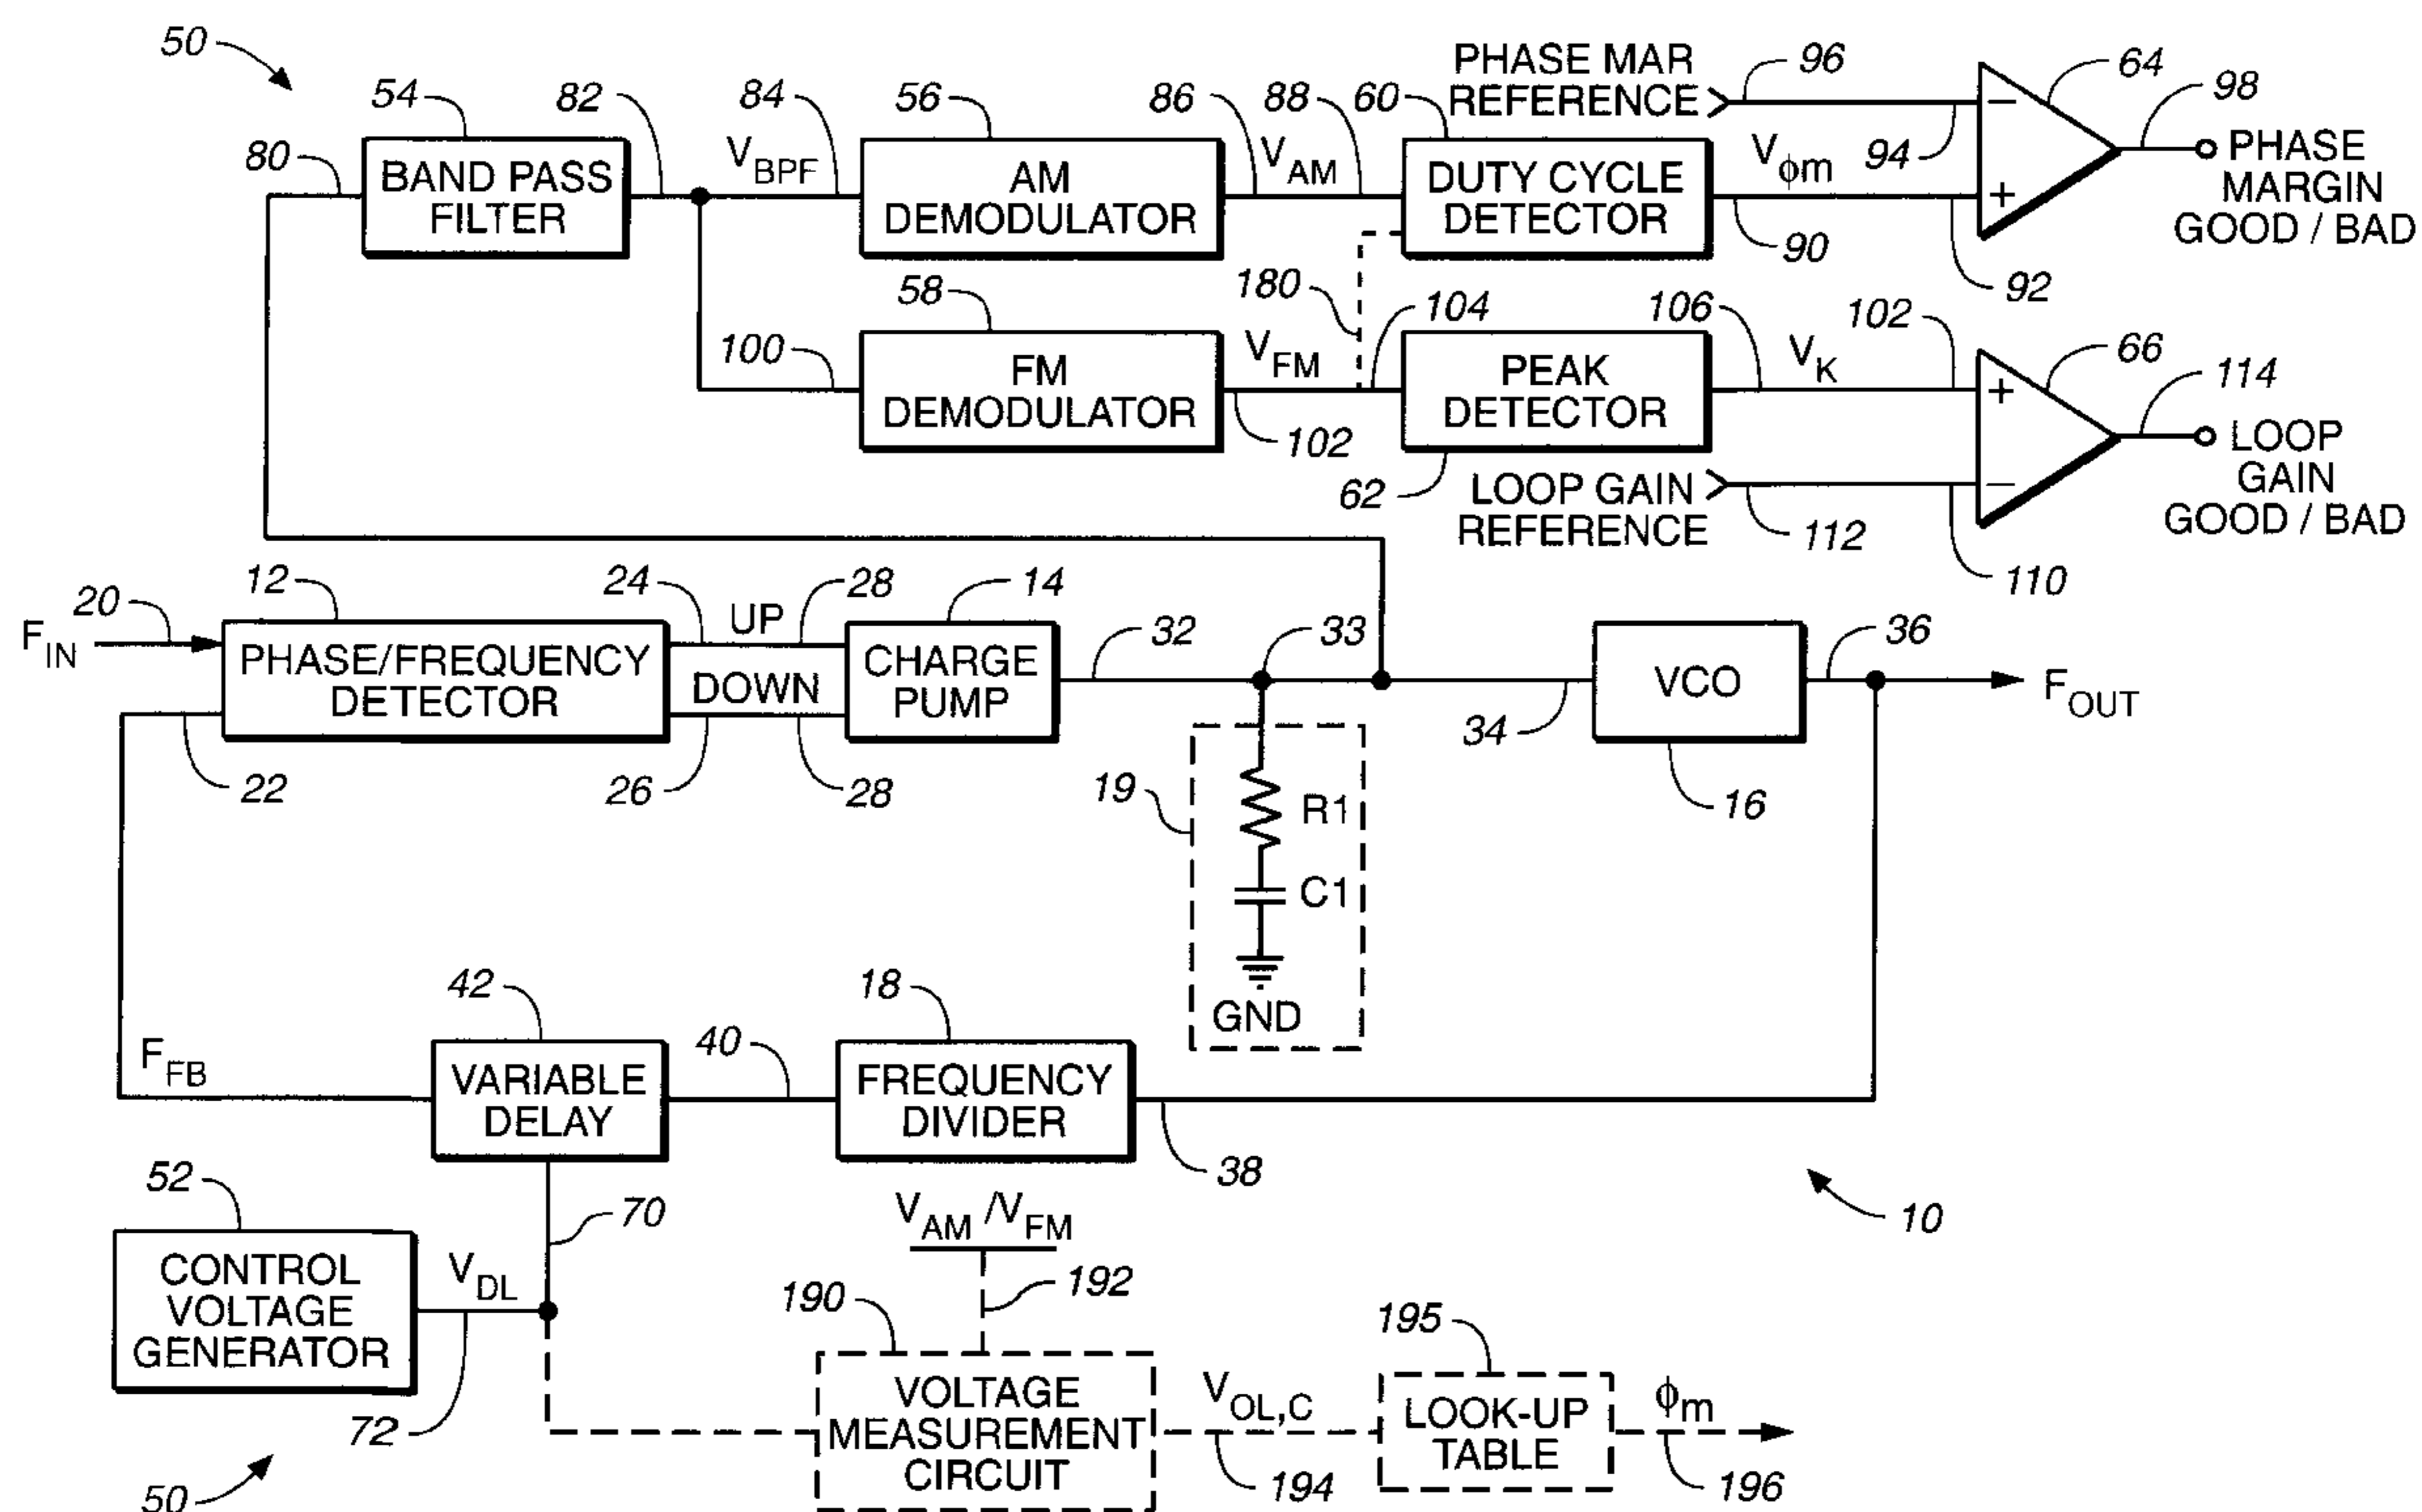 50
54
82
84
56
86
88
60
PHASE MAR
REFERENCE
96
64
98
80
BAND PASS
FILTER
V_BPF
AM
DEMODULATOR
V_AM
DUTY CYCLE
DETECTOR
V_ϕm
94
−
+
PHASE
MARGIN
GOOD / BAD
90
92
58
180
104
106
102
66
100
FM
DEMODULATOR
V_FM
PEAK
DETECTOR
V_K
+
−
114
102
62
LOOP GAIN
REFERENCE
112
110
LOOP
GAIN
GOOD / BAD
12
24
UP
28
14
20
F_IN
PHASE/FREQUENCY
DETECTOR
DOWN
CHARGE
PUMP
32
33
34
VCO
36
F_OUT
22
26
28
19
R1
16
C1
GND
42
18
40
F_FB
VARIABLE
DELAY
FREQUENCY
DIVIDER
38
52
70
V_AM /V_FM
10
CONTROL
VOLTAGE
GENERATOR
V_DL
72
192
190
VOLTAGE
MEASUREMENT
CIRCUIT
V_OL,C
194
195
LOOK-UP
TABLE
ϕm
196
50